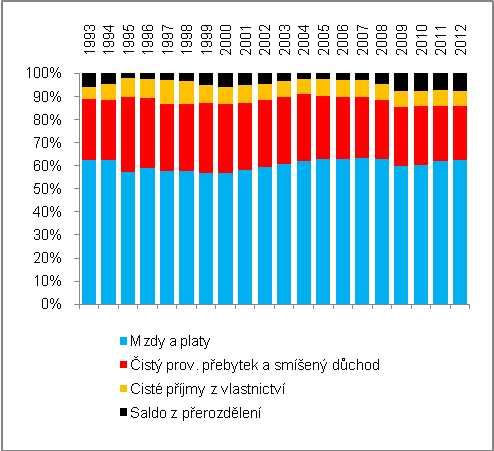 1993 1994 1995 1996 1997 1998 1999 2000 2001 2002 2003 2004 2005 2006 2007 2008 2009 2010 2011 2012
100%
90%
80%
70%
60%
50%
40%
30%
20%
10%
0%
Mzdy a platy
Čistý prov. přebytek a smíšený důchod
Cisté příjmy z vlastnictví
Saldo z přerozdělení